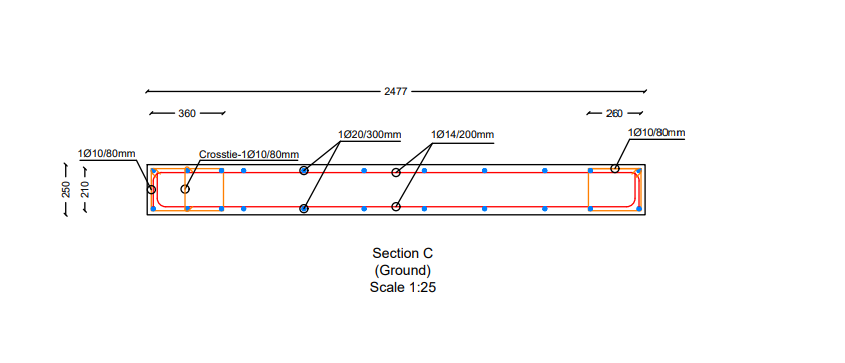 2477
360
260
1Ø20/300mm
1Ø14/200mm
1Ø10/80mm
1Ø10/80mm
Crosstie-1Ø10/80mm
250
210
Section C
(Ground)
Scale 1:25